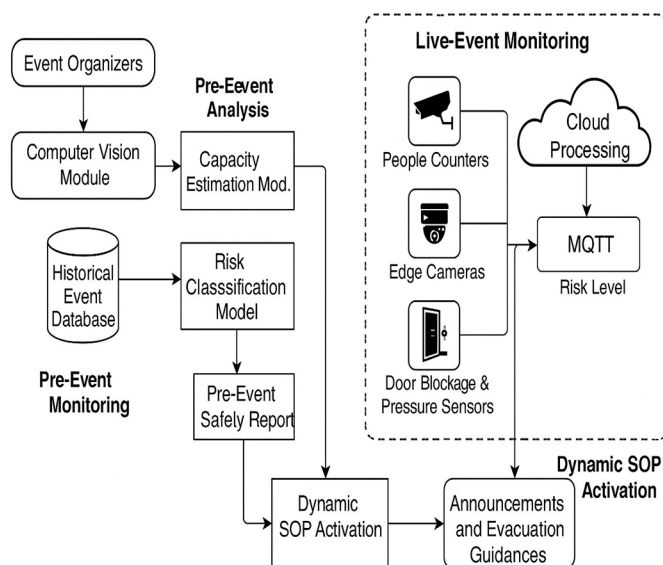 Event Organizers
Computer Vision
Module
Pre-Eevent
Analysis
Capacity
Estimation Mod.
Historical
Event
Database
Risk
Classsification
Model
Pre-Event
Monitoring
Pre-Event
Safely Report
Dynamic
SOP Activation
Live-Event Monitoring
People Counters
Edge Cameras
Door Blockage &
Pressure Sensors
Cloud
Processing
MQTT
Risk Level
Dynamic SOP
Activation
Announcements
and Evacuation
Guidances